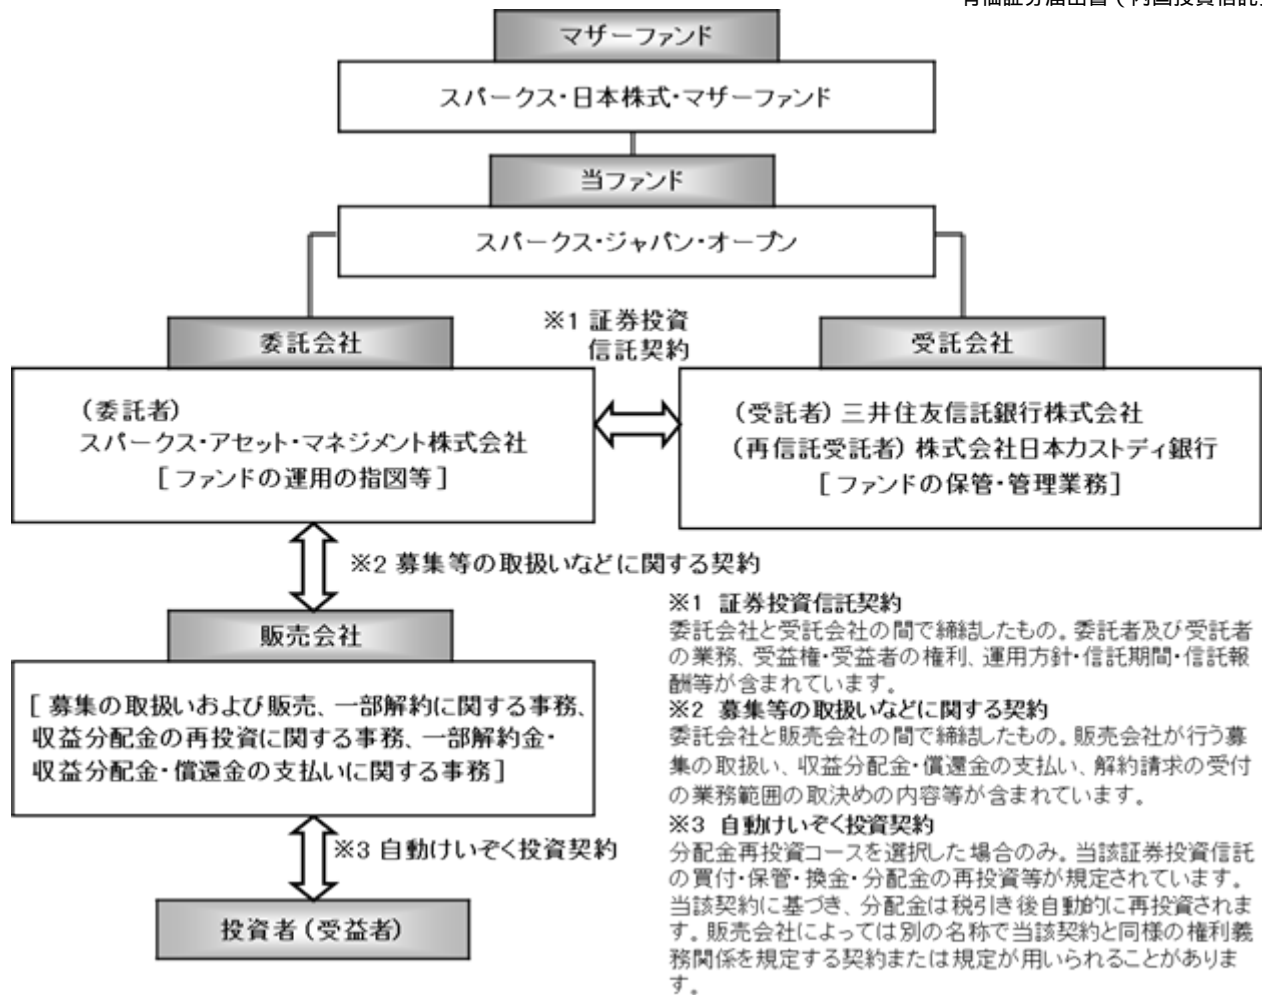 有価証券届出書(内国投資信託
マザーファンド
スパークス・日本株式・マザーファンド
当ファンド
スパークス・ジャパン・オープン
※1 証券投資
信託契約
委託会社
受託会社
(委託者)
スパークス・アセット・マネジメント株式会社
[ファンドの運用の指図等]
(受託者) 三井住友信託銀行株式会社
(再信託受託者) 株式会社日本カストディ銀行
[ファンドの保管・管理業務]
※2 募集等の取扱いなどに関する契約
販売会社
[ 募集の取扱いおよび販売、一部解約に関する事務、
収益分配金の再投資に関する事務、一部解約金・
収益分配金・償還金の支払いに関する事務]
※3 自動けいぞく投資契約
投資者(受益者)
※1 証券投資信託契約
委託会社と受託会社の間で締結したもの。委託者及び受託者
の業務、受益権・受益者の権利、運用方針・信託期間・信託報
酬等が含まれています。
※2 募集等の取扱いなどに関する契約
委託会社と販売会社の間で締結したもの。販売会社が行う募
集の取扱い、収益分配金・償還金の支払い、解約請求の受付
の業務範囲の取決めの内容等が含まれています。
※3 自動けいぞく投資契約
分配金再投資コースを選択した場合のみ。当該証券投資信託
の買付・保管・換金・分配金の再投資等が規定されています。
当該契約に基づき、分配金は税引き後自動的に再投資されま
す。販売会社によっては別の名称で当該契約と同様の権利義
務関係を規定する契約または規定が用いられることがありま
す。